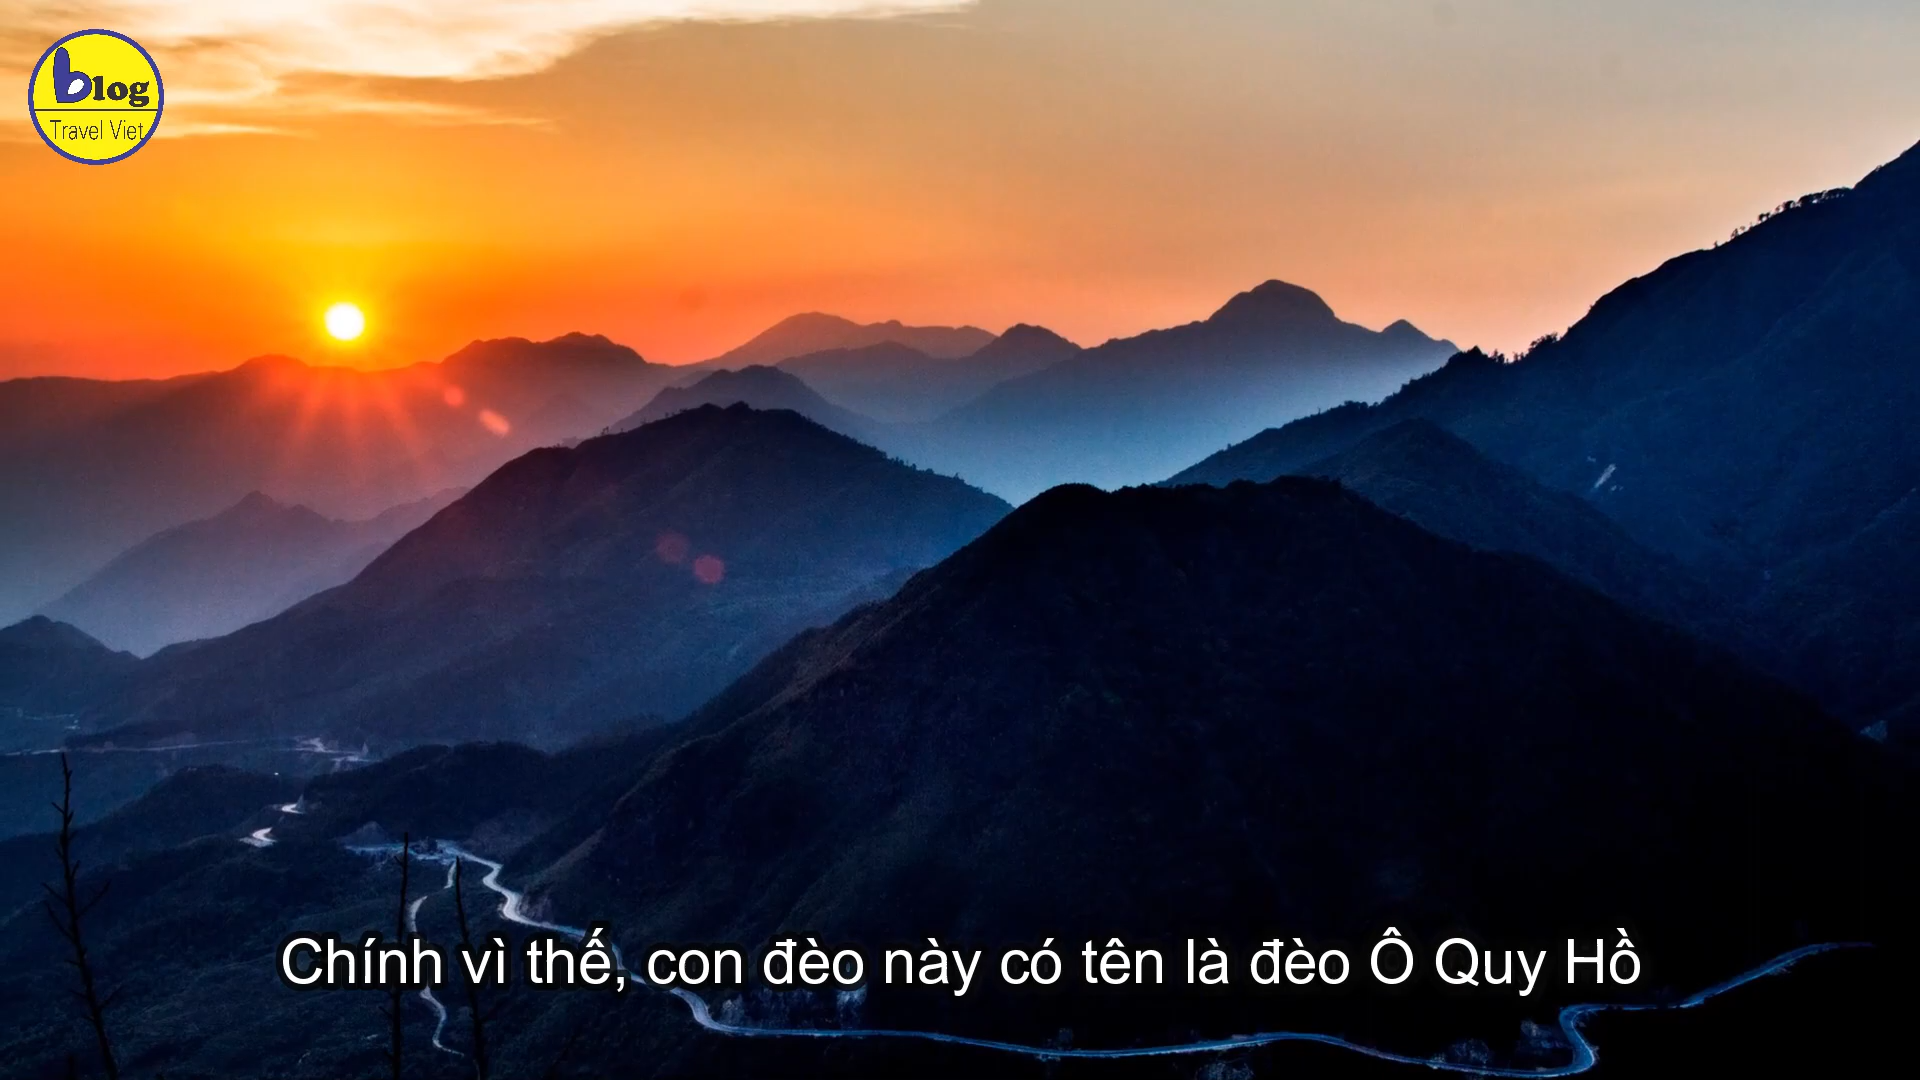 blog
Travel Viet
Chính vì thế, con đèo này có tên là đèo Ô Quy Hồ